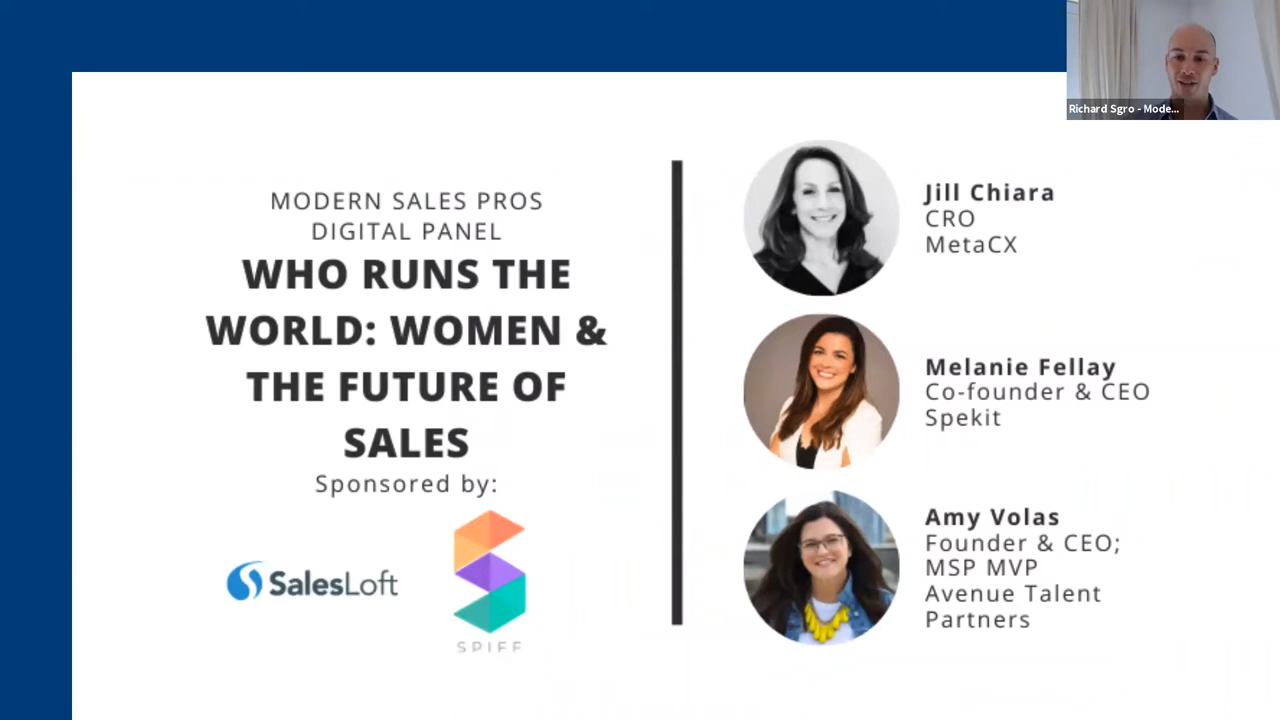 Richard Sgro - Mode...
MODERN SALES PROS
DIGITAL PANEL
WHO RUNS THE
WORLD: WOMEN &
THE FUTURE OF
SALES
Sponsored by:
SalesLoft
SPIFF
Jill Chiara
CRO
MetaCX
Melanie Fellay
Co-founder & CEO
Spekit
Amy Volas
Founder & CEO;
MSP MVP
Avenue Talent
Partners